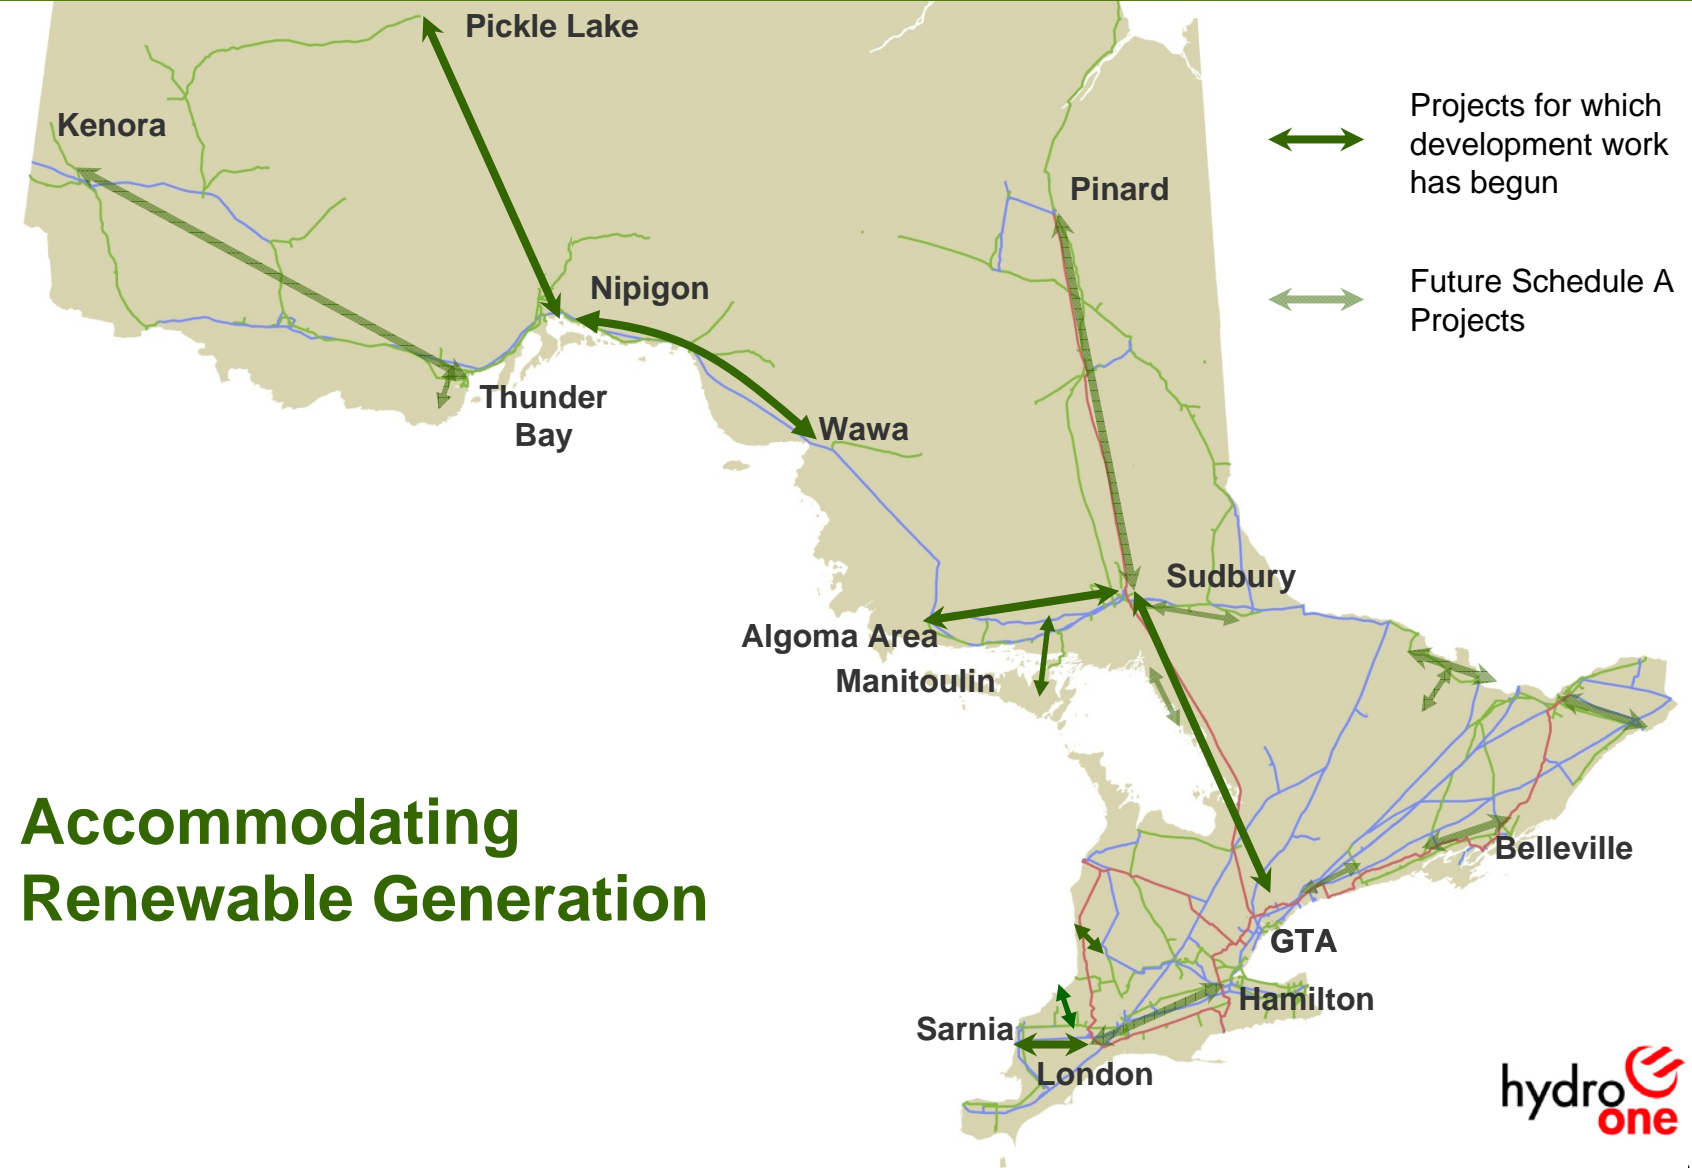 Pickle Lake
Kenora
Projects for which
development work
has begun
Pinard
Future Schedule A
Projects
Nipigon
Thunder
Bay
Wawa
Sudbury
Algoma Area
Manitoulin
Accommodating
Renewable Generation
Belleville
GTA
Hamilton
Sarnia
London
hydro
one